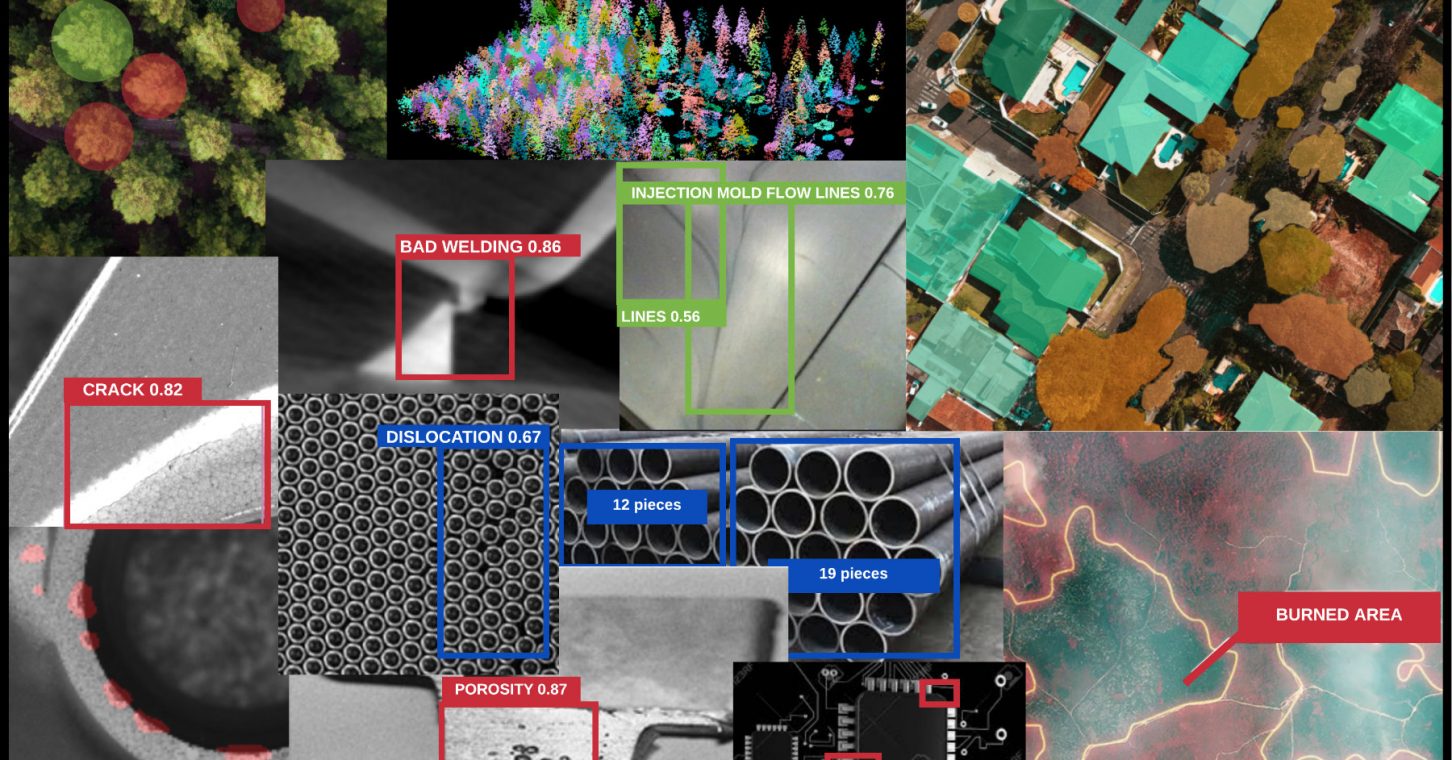 INJECTION MOLD FLOW LINES 0.76
BAD WELDING 0.86
LINES 0.56
CRACK 0.82
DISLOCATION 0.67
12 pieces
19 pieces
BURNED AREA
POROSITY 0.87